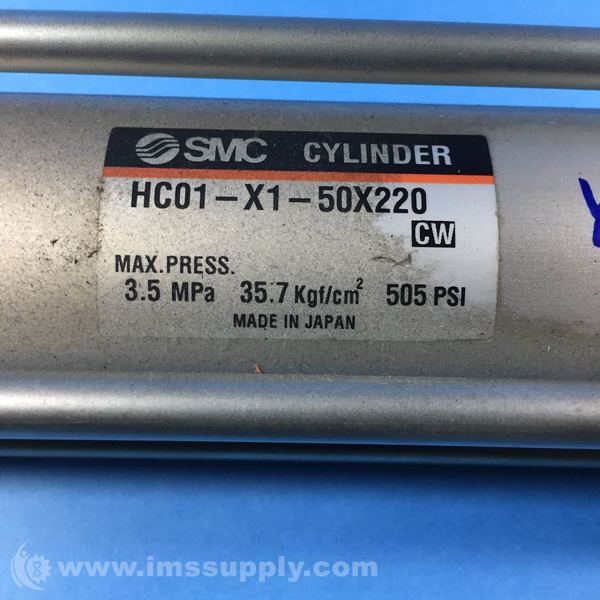 SMC CYLINDER
HC01-X1-50X220
CW
MAX.PRESS.
3.5 MPa 35.7 Kgf/cm² 505 PSI
MADE IN JAPAN
www.imssupply.com